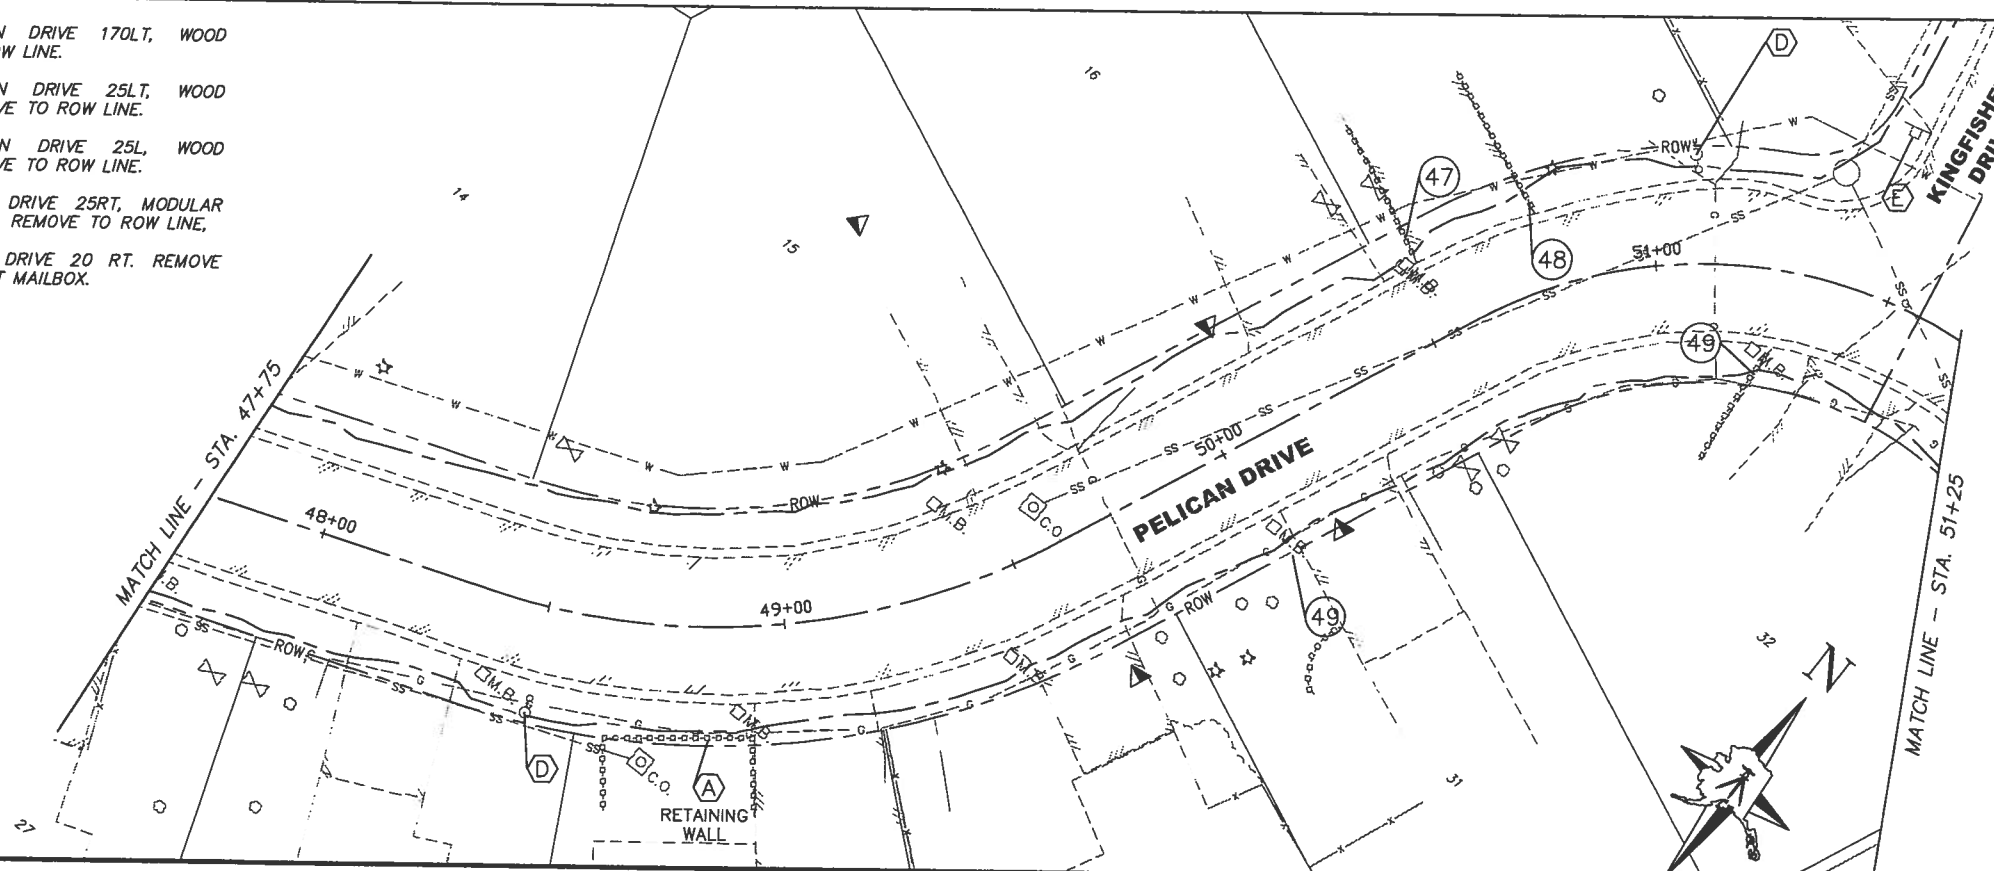 DRIVE 170LT, WOOD
ROW LINE.
DRIVE 25LT, WOOD
TO ROW LINE.
DRIVE 25L, WOOD
TO ROW LINE.
DRIVE 25RT, MODULAR
REMOVE TO ROW LINE,
DRIVE 20 RT. REMOVE
MAILBOX.
14
15
16
D
47
48
49
E
ROW
W
SS
51+00
50+00
PELICAN DRIVE
M.B.
C.O.
MATCH LINE - STA. 47+75
48+00
49+00
ROW
ROW
ROW
G
M.B.
M.B.
M.B.
M.B.
M.B.
49
D
A
C.O.
RETAINING
WALL
27
31
32
N
MATCH LINE - STA. 51+25